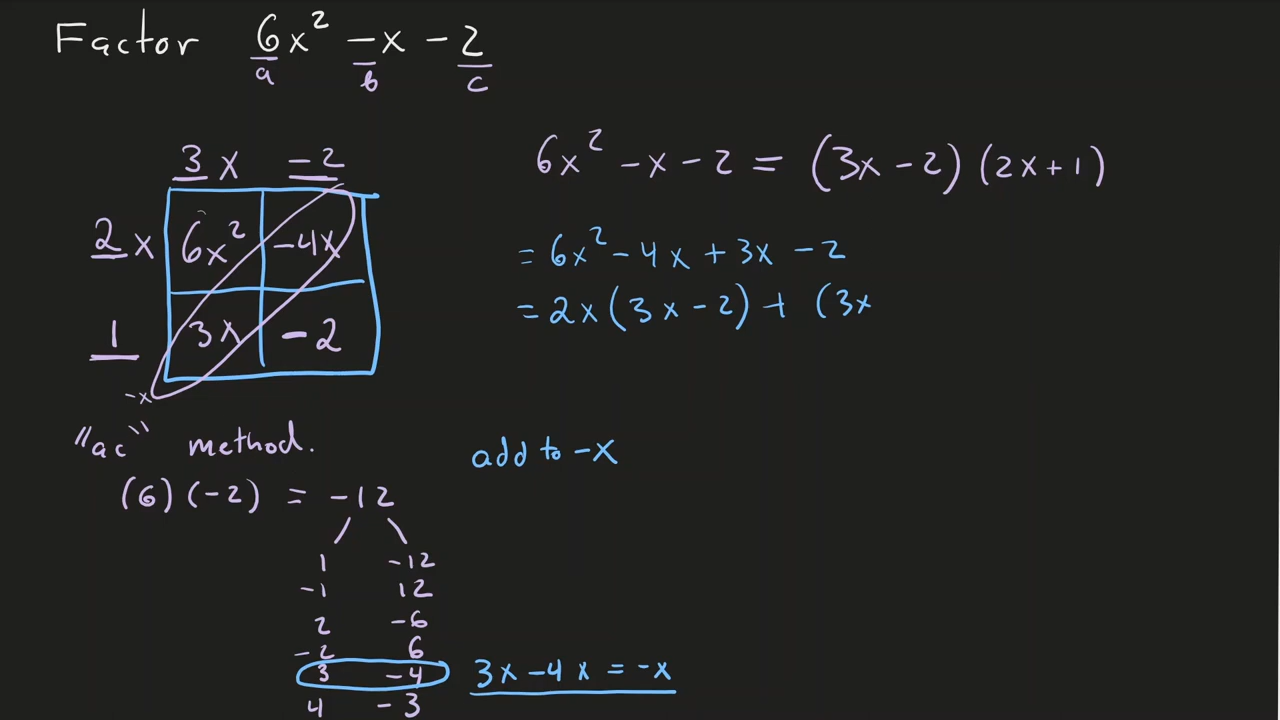 Factor 6x² -x - 2
a b c
3x -2
2x 6x² -4x
1 3x -2
-x
6x² - x - 2 = (3x - 2) (2x + 1)
= 6x² - 4x + 3x - 2
= 2x (3x - 2) + (3x
"ac" method.
(6) (-2) = -12
1 -12
-1 12
2 -6
-2 6
3 -4
4 -3
add to -x
3x - 4x = -x